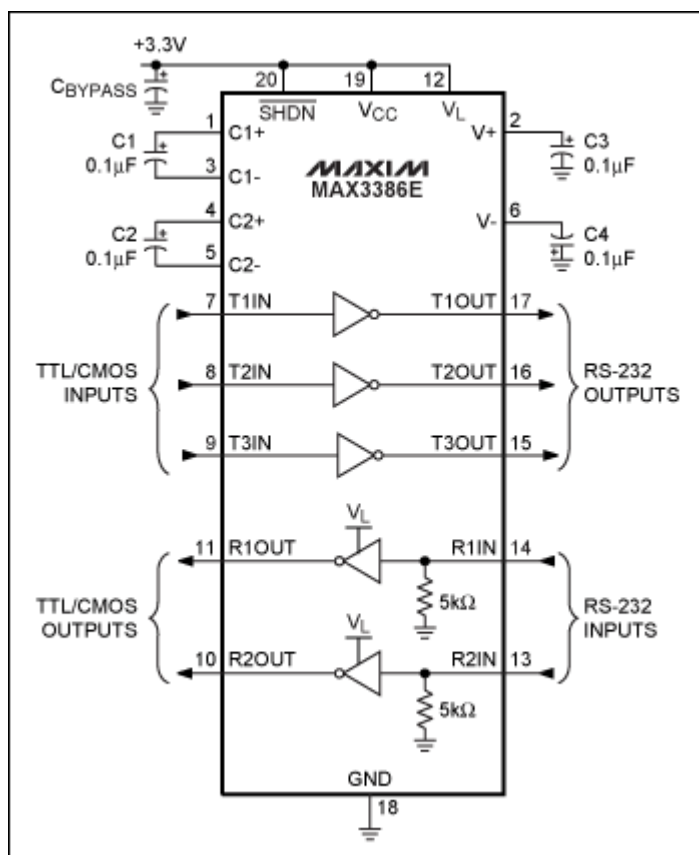 +3.3V
CBYPASS
20
19
12
SHDN
VCC
VL
1
C1+
C1
0.1µF
3
C1-
4
C2+
C2
0.1µF
5
C2-
MAXIM
MAX3386E
V+
2
C3
0.1µF
V-
6
C4
0.1µF
TTL/CMOS
INPUTS
7
T1IN
T1OUT
17
8
T2IN
T2OUT
16
9
T3IN
T3OUT
15
RS-232
OUTPUTS
TTL/CMOS
OUTPUTS
11
R1OUT
VL
R1IN
14
5kΩ
10
R2OUT
VL
R2IN
13
5kΩ
RS-232
INPUTS
GND
18